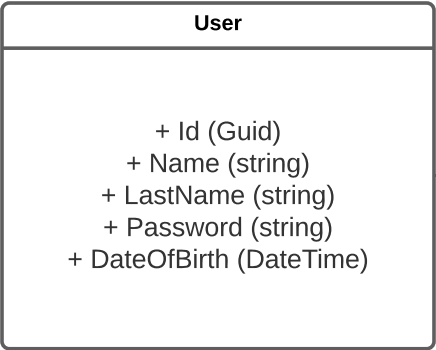 User
+ Id (Guid)
+ Name (string)
+ LastName (string)
+ Password (string)
+ DateOfBirth (DateTime)